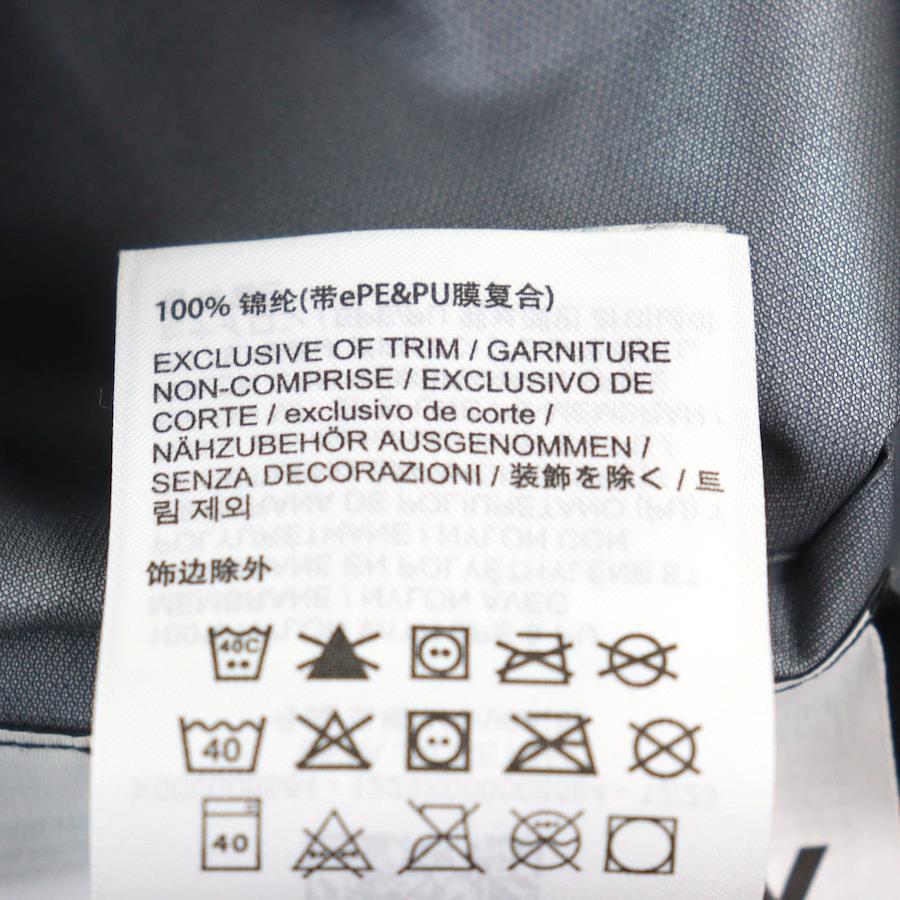 100% 锦纶(带ePE&PU膜复合)
EXCLUSIVE OF TRIM / GARNITURE
NON-COMPRISE / EXCLUSIVO DE
CORTE / exclusivo de corte /
NÄHZUBEHÖR AUSGENOMMEN /
SENZA DECORAZIONI / 装飾を除く / 트
림 제외
饰边除外
40C
40
40